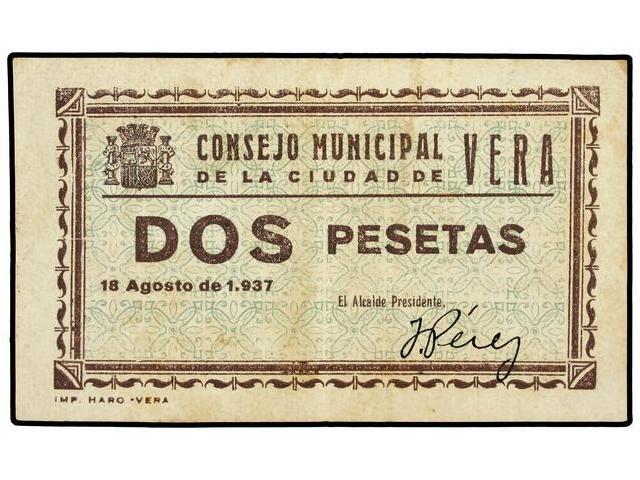 CONSEJO MUNICIPAL
DE LA CIUDAD DE VERA
DOS PESETAS
18 Agosto de 1.937
El Alcalde Presidente,
J. Pérez
IMP. HARO - VERA